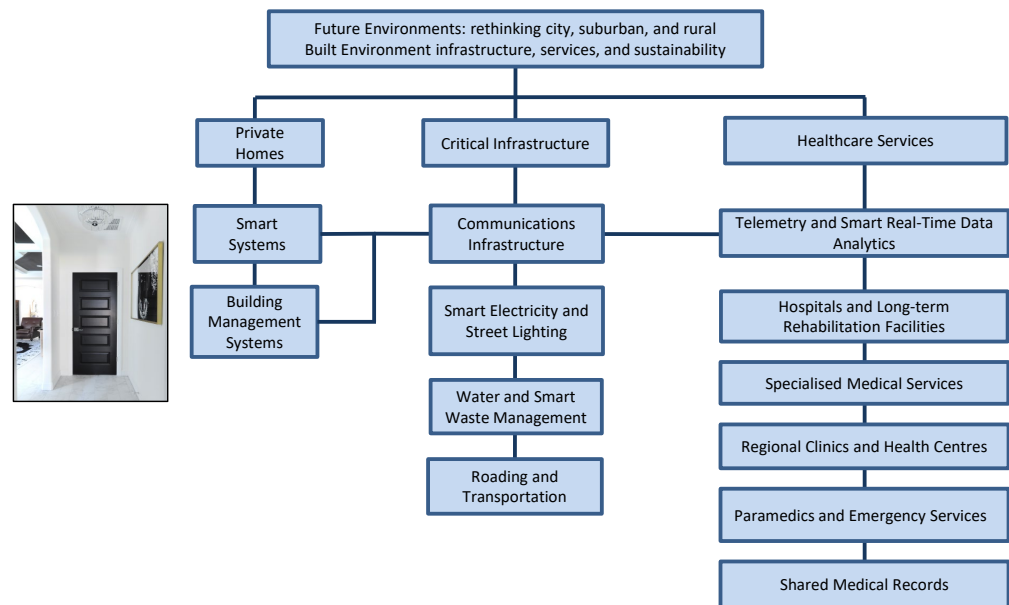 Future Environments: rethinking city, suburban, and rural
Built Environment infrastructure, services, and sustainability
Private
Homes
Critical Infrastructure
Healthcare Services
Smart
Systems
Communications
Infrastructure
Telemetry and Smart Real-Time Data
Analytics
Building
Management
Systems
Smart Electricity and
Street Lighting
Hospitals and Long-term
Rehabilitation Facilities
Water and Smart
Waste Management
Specialised Medical Services
Regional Clinics and Health Centres
Roading and
Transportation
Paramedics and Emergency Services
Shared Medical Records